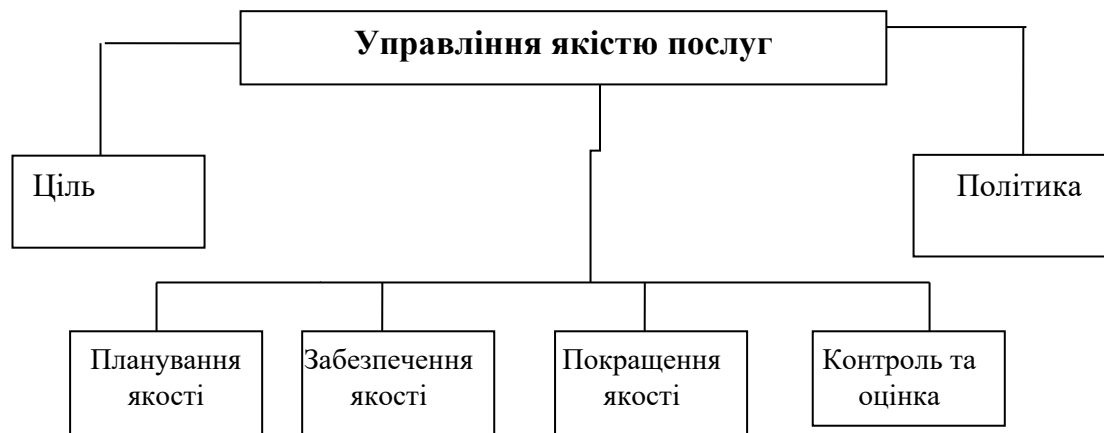 Управління якістю послуг
Ціль
Політика
Планування
якості
Забезпечення
якості
Покращення
якості
Контроль та
оцінка